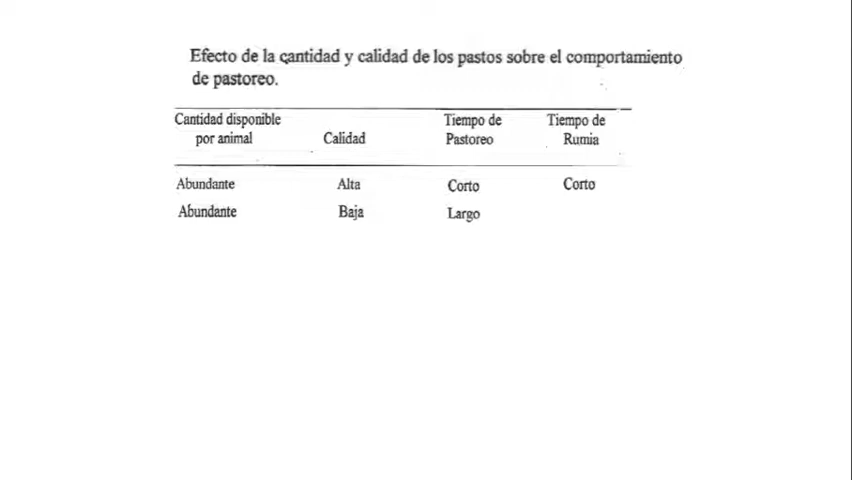 Efecto de la cantidad y calidad de los pastos sobre el comportamiento
de pastoreo.
Cantidad disponible Tiempo de Tiempo de
por animal Calidad Pastoreo Rumia
Abundante Alta Corto Corto
Abundante Baja Largo